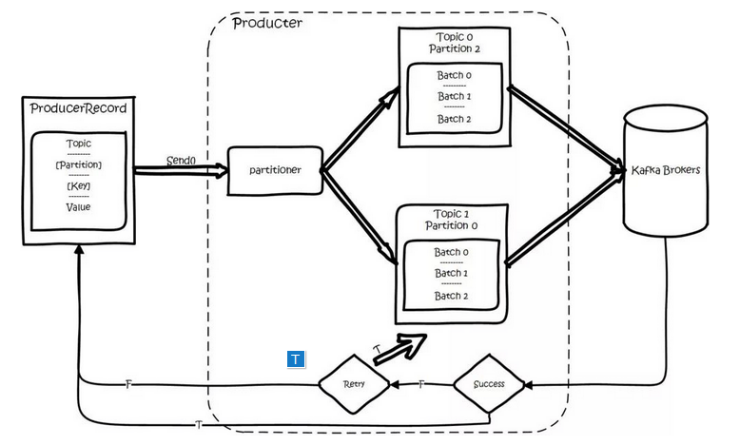 Producter
ProducerRecord
Topic
[Partition]
[Key]
Value
Send()
partitioner
Topic 0
Partition 2
Batch 0
Batch 1
Batch 2
Topic 1
Partition 0
Batch 0
Batch 1
Batch 2
Kafka Brokers
T
T
Retry
Success
F
F
T